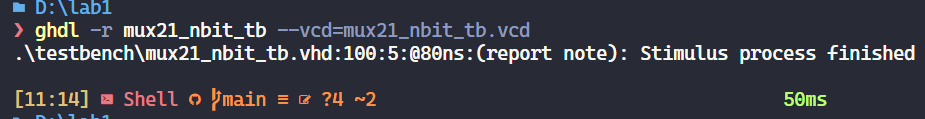 D:\lab1
❯ ghdl -r mux21_nbit_tb --vcd=mux21_nbit_tb.vcd
.\testbench\mux21_nbit_tb.vhd:100:5:@80ns:(report note): Stimulus process finished
[11:14] Shell main ≡ ?4 ~2 50ms
D:\lab1